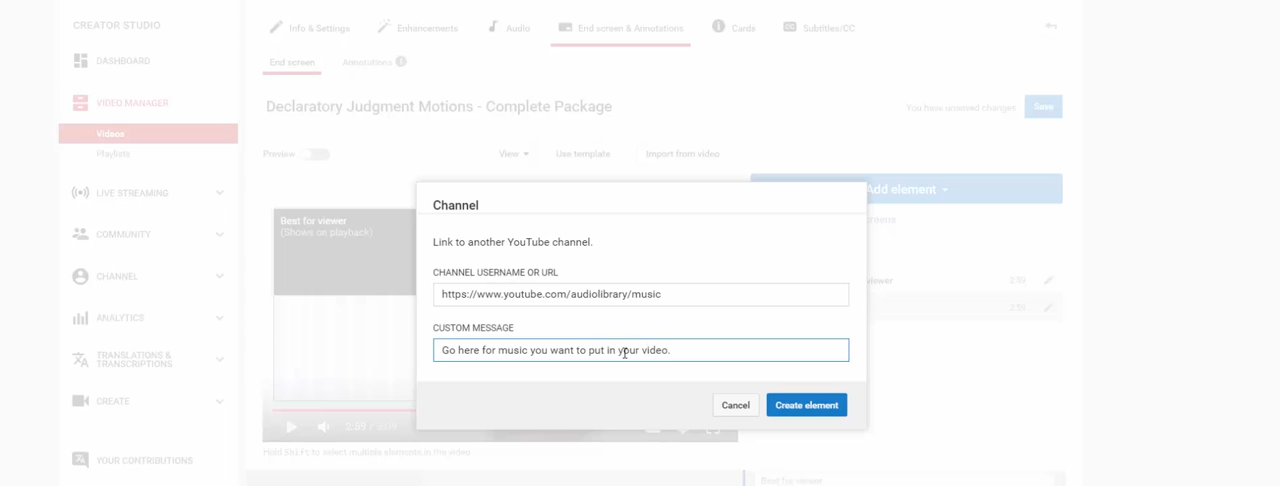 CREATOR STUDIO
DASHBOARD
VIDEO MANAGER
Videos
Playlists
LIVE STREAMING
COMMUNITY
CHANNEL
ANALYTICS
TRANSLATIONS &
TRANSCRIPTIONS
CREATE
YOUR CONTRIBUTIONS
Info & Settings
Enhancements
Audio
End screen & Annotations
Cards
CC Subtitles/CC
End screen
Annotations
Declaratory Judgment Motions - Complete Package
You have unsaved changes
Save
Preview
View
Use template
Import from video
Add element
Best for viewer
(Shows on playback)
Channel
Link to another YouTube channel.
CHANNEL USERNAME OR URL
https://www.youtube.com/audiolibrary/music
CUSTOM MESSAGE
Go here for music you want to put in your video.
Cancel
Create element
viewer
2:59
2:59
Hold Shift to select multiple elements in the video
Best for viewer